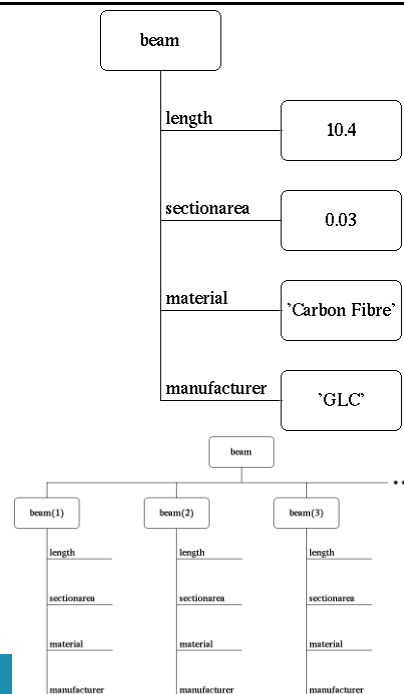 beam
length
10.4
sectionarea
0.03
material
’Carbon Fibre’
manufacturer
’GLC’
beam
beam(1) beam(2) beam(3)
length length length
sectionarea sectionarea sectionarea
material material material
manufacturer manufacturer manufacturer